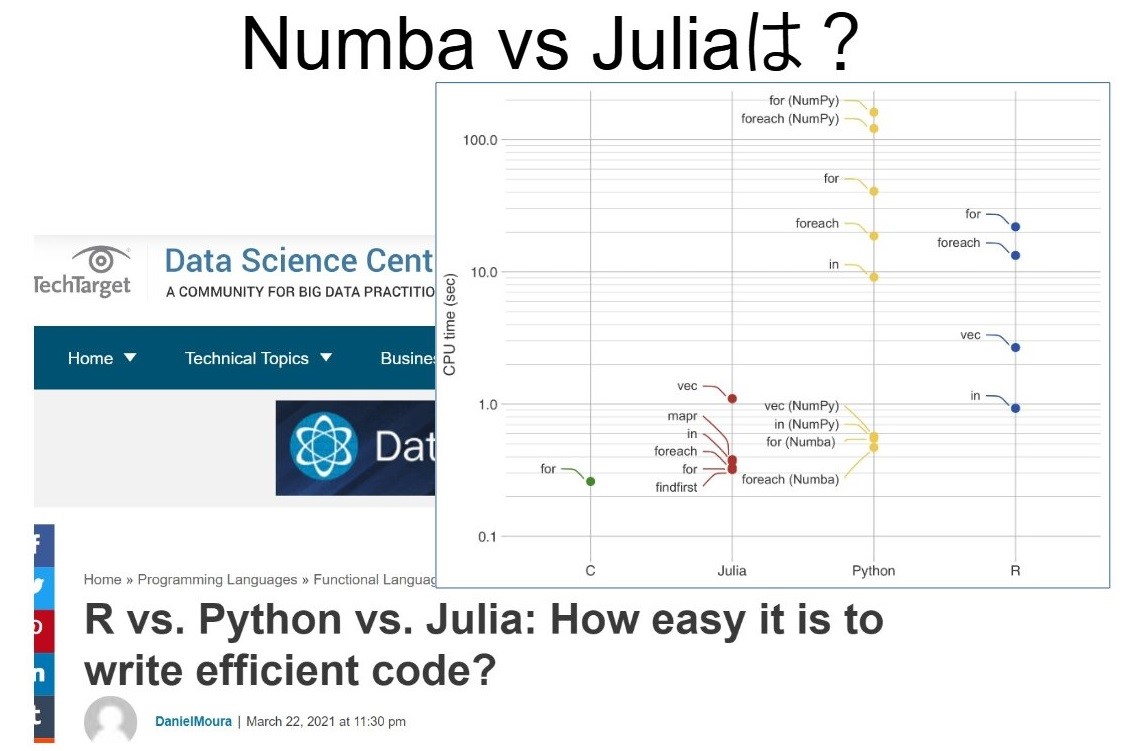 Numba vs Juliaは？
for (NumPy)
foreach (NumPy)
100.0
for
foreach
in
for
foreach
10.0
CPU time (sec)
vec
in
vec
mapr
in
foreach
for
findfirst
vec (NumPy)
in (NumPy)
for (Numba)
foreach (Numba)
1.0
for
0.1
C Julia Python R
TechTarget
Data Science Cent
A COMMUNITY FOR BIG DATA PRACTITIO
Home Technical Topics Busine
Dat
Home » Programming Languages » Functional Languag
R vs. Python vs. Julia: How easy it is to
write efficient code?
DanielMoura | March 22, 2021 at 11:30 pm